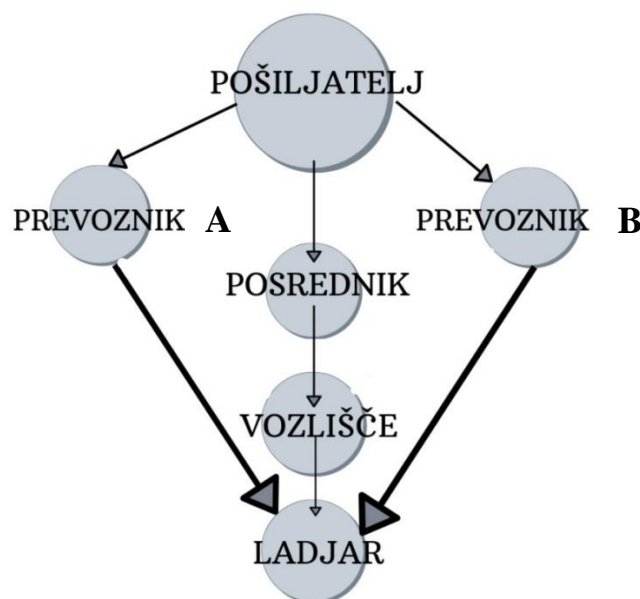 POŠILJATELJ
PREVOZNIK A
PREVOZNIK B
POSREDNIK
VOZLIŠČE
LADJAR